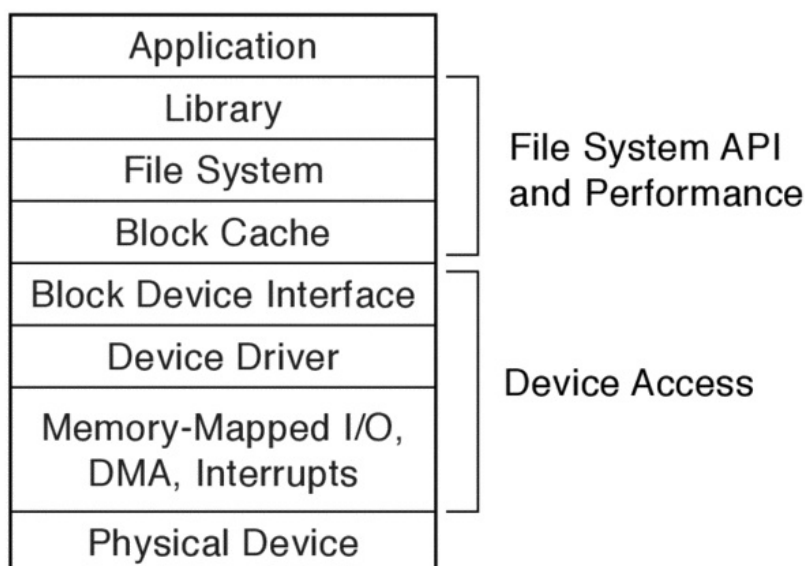 Application
Library
File System
Block Cache
Block Device Interface
Device Driver
Memory-Mapped I/O,
DMA, Interrupts
Physical Device
File System API
and Performance
Device Access